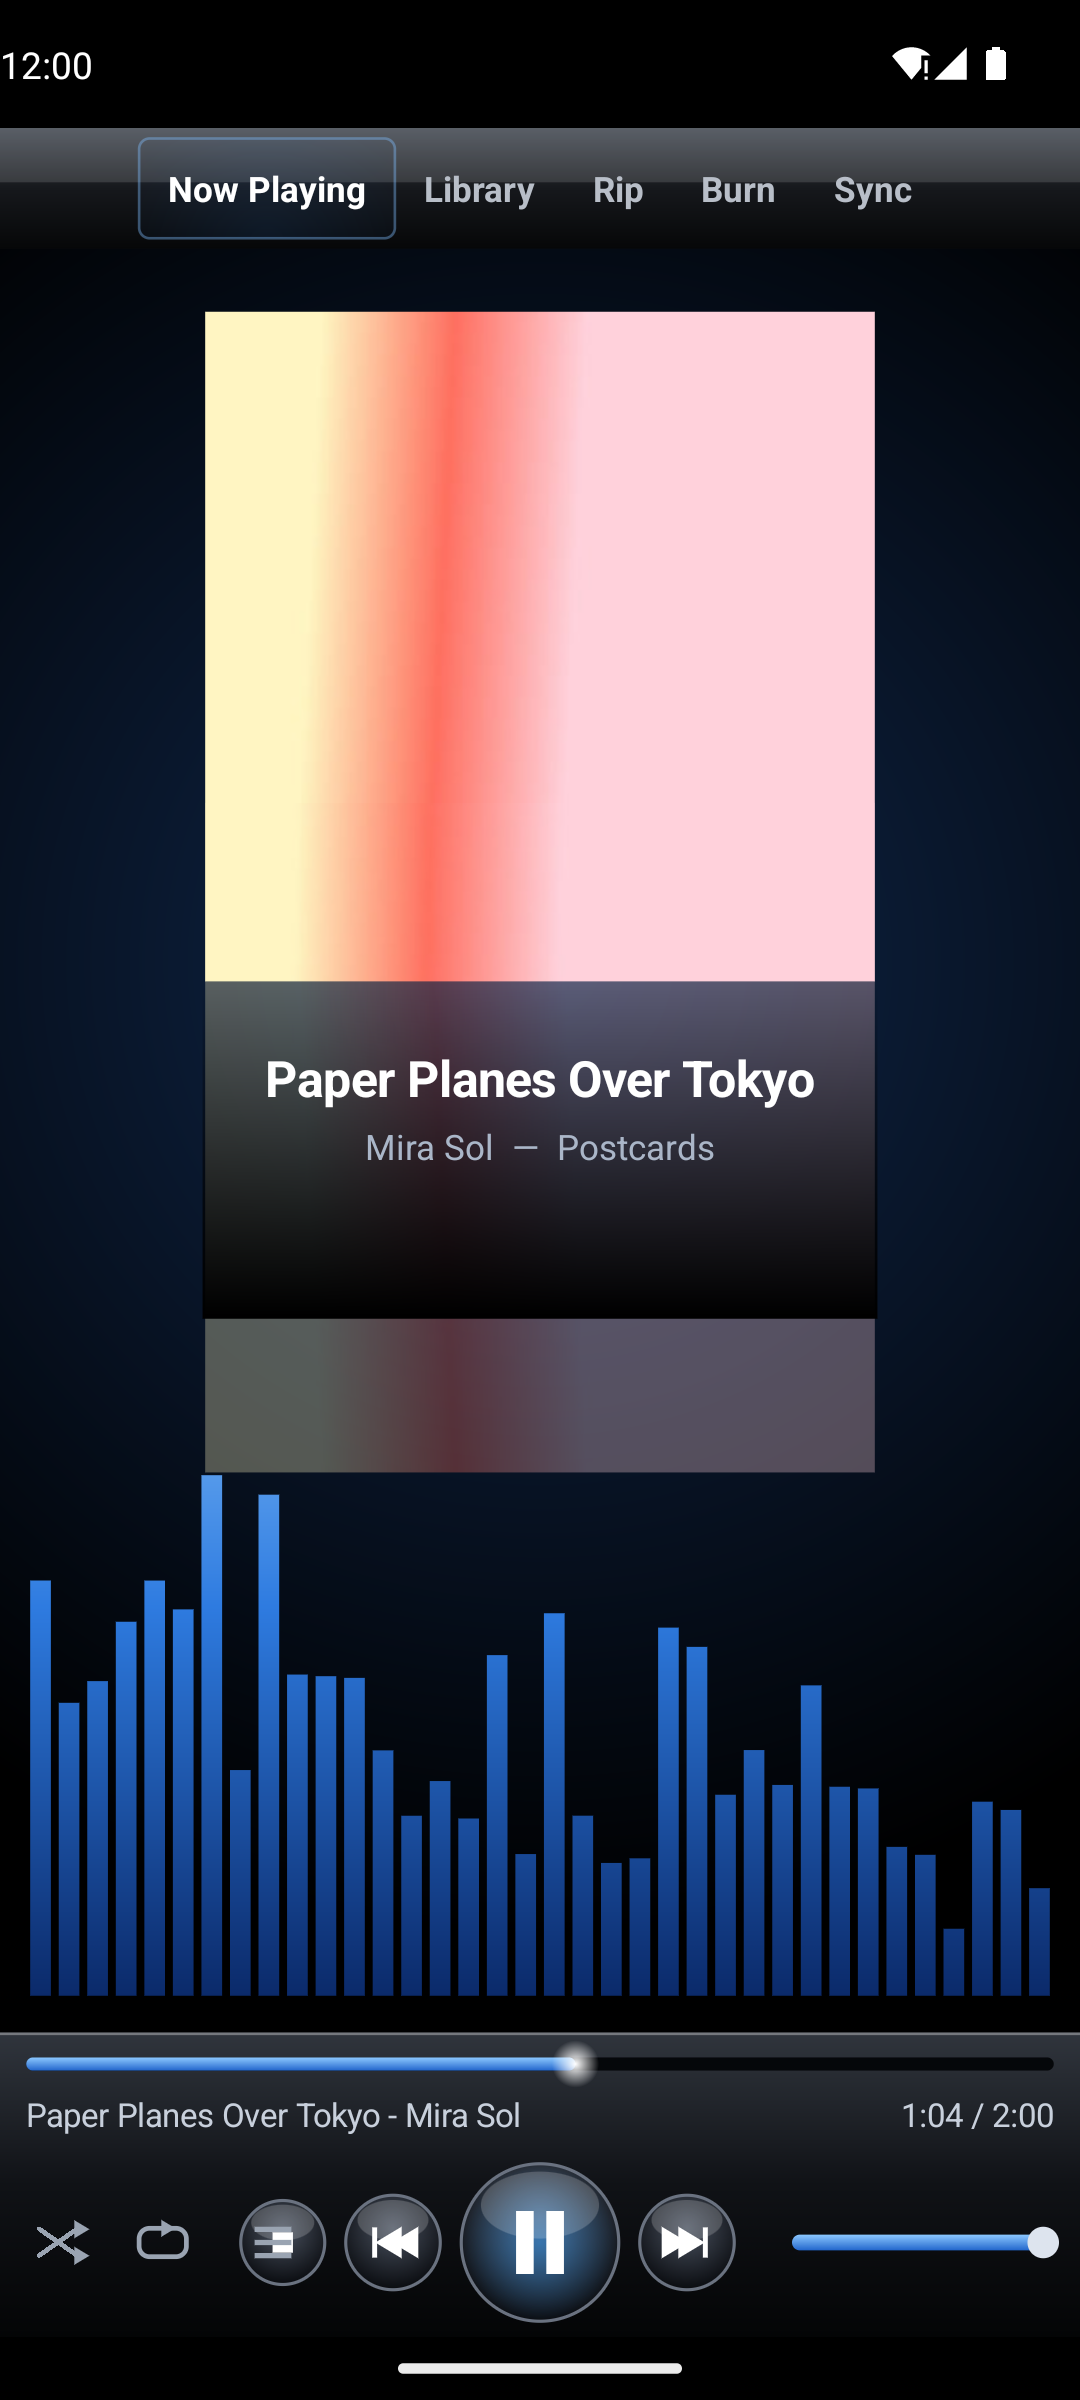 12:00
Now Playing Library Rip Burn Sync
Paper Planes Over Tokyo
Mira Sol — Postcards
Paper Planes Over Tokyo - Mira Sol 1:04 / 2:00